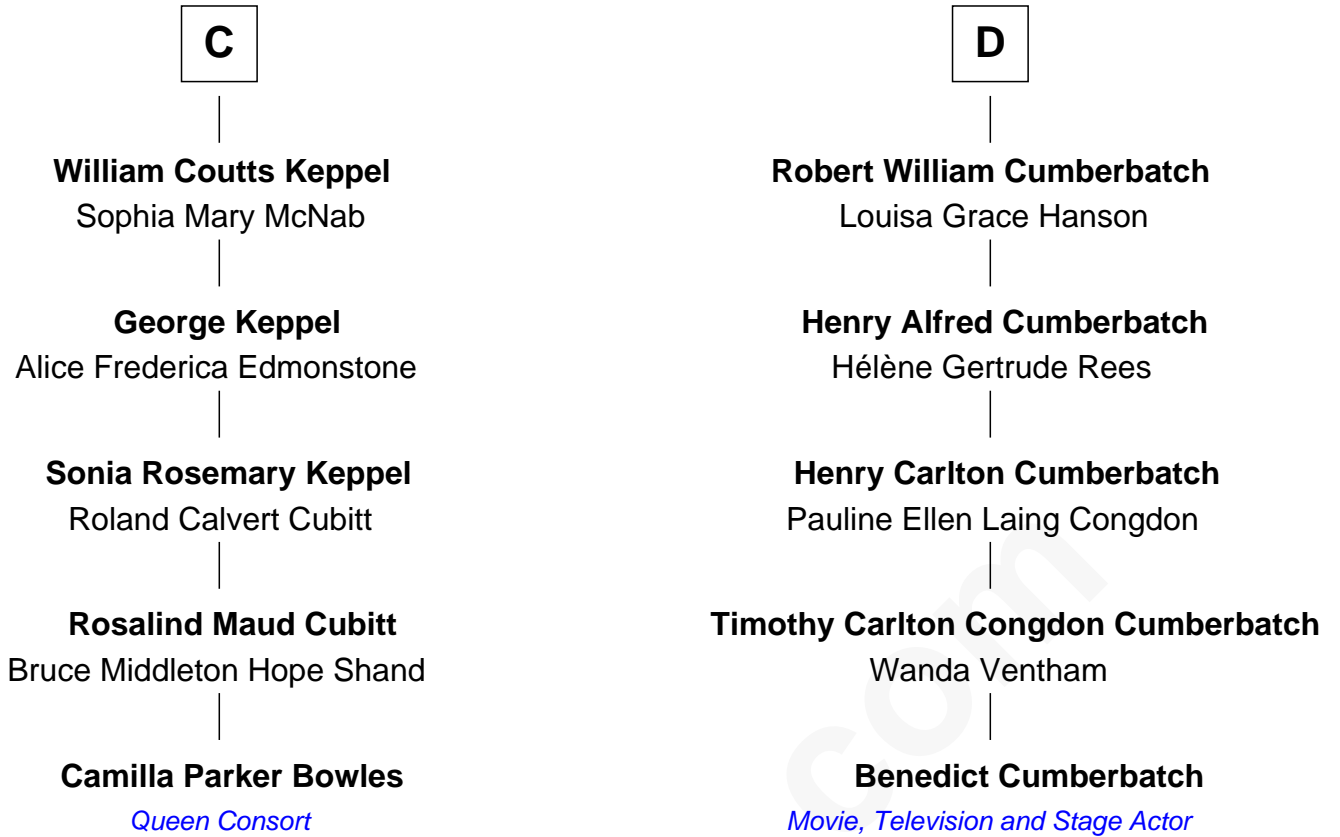 C
William Coutts Keppel
Sophia Mary McNab
George Keppel
Alice Frederica Edmonstone
Sonia Rosemary Keppel
Roland Calvert Cubitt
Rosalind Maud Cubitt
Bruce Middleton Hope Shand
Camilla Parker Bowles
Queen Consort
D
Robert William Cumberbatch
Louisa Grace Hanson
Henry Alfred Cumberbatch
Hélène Gertrude Rees
Henry Carlton Cumberbatch
Pauline Ellen Laing Congdon
Timothy Carlton Congdon Cumberbatch
Wanda Ventham
Benedict Cumberbatch
Movie, Television and Stage Actor
com